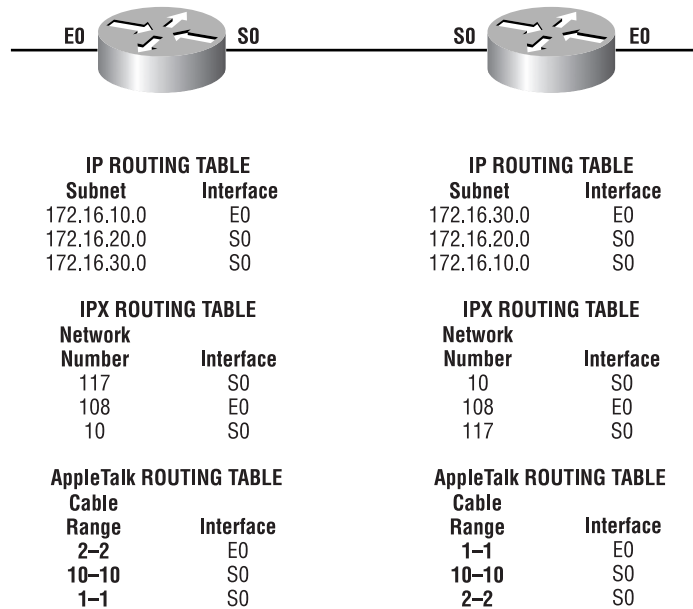 E0 S0 S0 E0
IP ROUTING TABLE
Subnet Interface
172.16.10.0 E0
172.16.20.0 S0
172.16.30.0 S0
IPX ROUTING TABLE
Network
Number Interface
117 S0
108 E0
10 S0
AppleTalk ROUTING TABLE
Cable
Range Interface
2–2 E0
10–10 S0
1–1 S0
IP ROUTING TABLE
Subnet Interface
172.16.30.0 E0
172.16.20.0 S0
172.16.10.0 S0
IPX ROUTING TABLE
Network
Number Interface
10 S0
108 E0
117 S0
AppleTalk ROUTING TABLE
Cable
Range Interface
1–1 E0
10–10 S0
2–2 S0